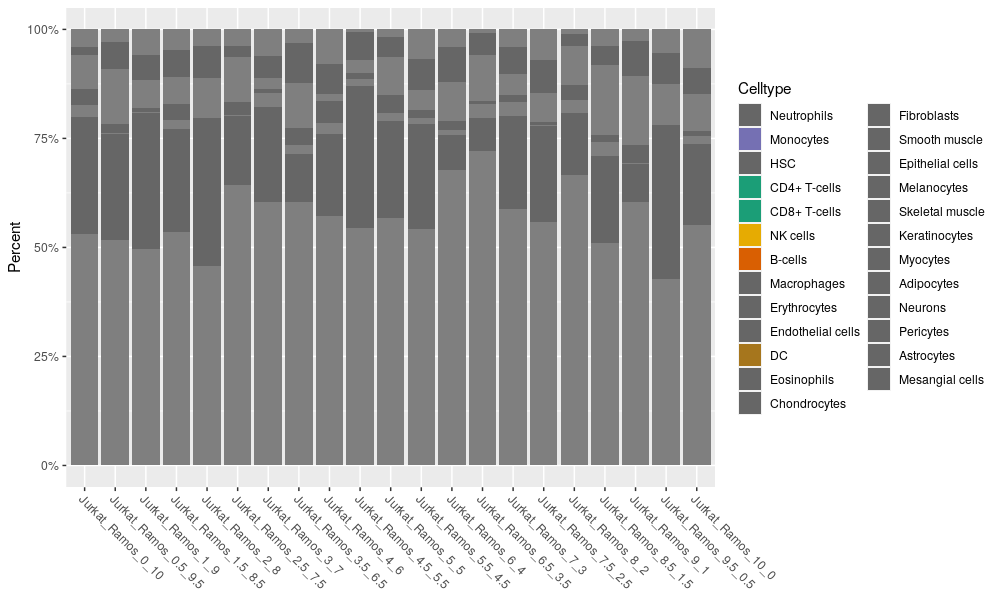 100%
75%
50%
25%
0%
Percent
Jurkat_Ramos_0_10
Jurkat_Ramos_0.5_9.5
Jurkat_Ramos_1_9
Jurkat_Ramos_1.5_8.5
Jurkat_Ramos_2_8
Jurkat_Ramos_2.5_7.5
Jurkat_Ramos_3_7
Jurkat_Ramos_3.5_6.5
Jurkat_Ramos_4_6
Jurkat_Ramos_4.5_5.5
Jurkat_Ramos_5_5
Jurkat_Ramos_5.5_4.5
Jurkat_Ramos_6_4
Jurkat_Ramos_6.5_3.5
Jurkat_Ramos_7_3
Jurkat_Ramos_7.5_2.5
Jurkat_Ramos_8_2
Jurkat_Ramos_8.5_1.5
Jurkat_Ramos_9_1
Jurkat_Ramos_9.5_0.5
Jurkat_Ramos_10_0
Celltype
Neutrophils
Monocytes
HSC
CD4+ T-cells
CD8+ T-cells
NK cells
B-cells
Macrophages
Erythrocytes
Endothelial cells
DC
Eosinophils
Chondrocytes
Fibroblasts
Smooth muscle
Epithelial cells
Melanocytes
Skeletal muscle
Keratinocytes
Myocytes
Adipocytes
Neurons
Pericytes
Astrocytes
Mesangial cells